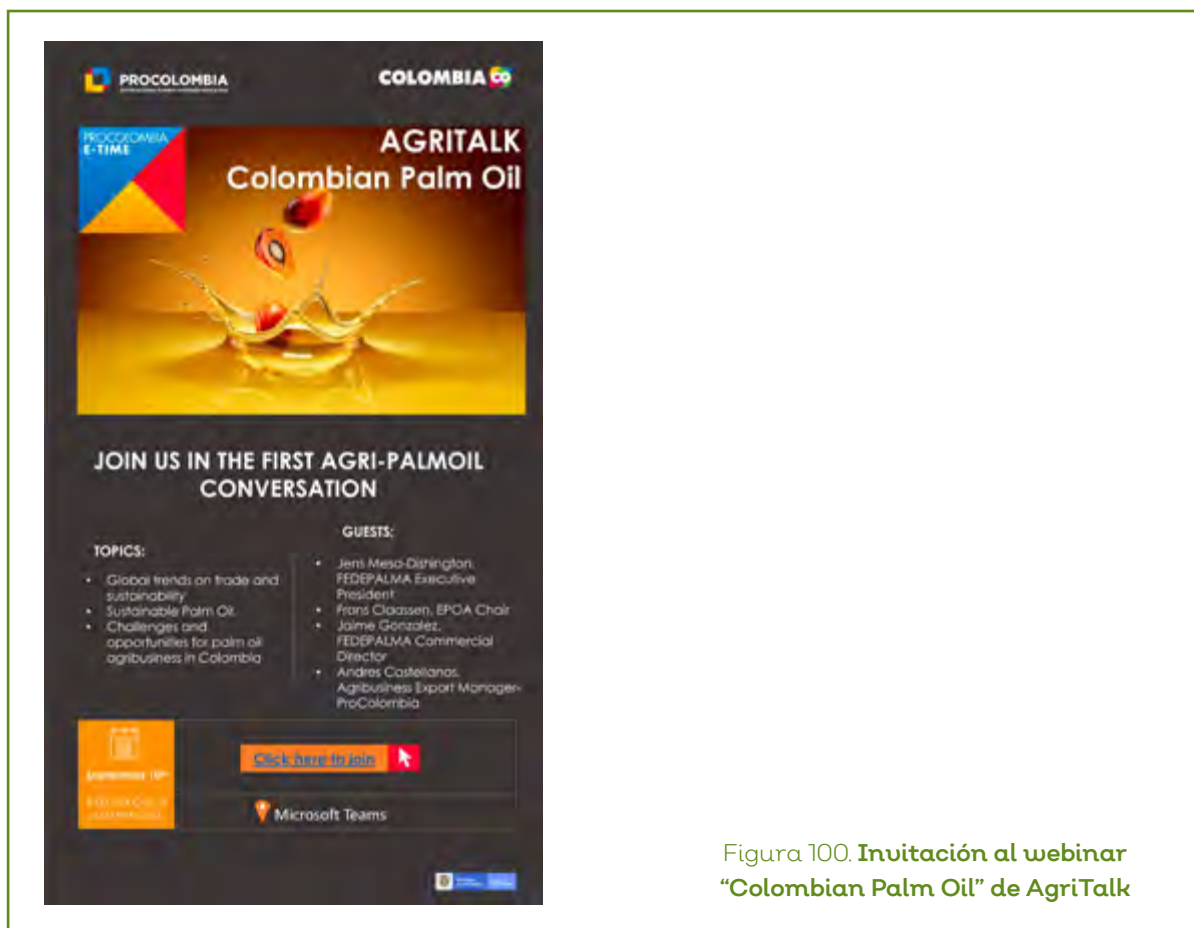 PROCOLOMBIA
COLOMBIA CO
PROCOLOMBIA
E-TIME
AGRITALK
Colombian Palm Oil
JOIN US IN THE FIRST AGRI-PALMOIL
CONVERSATION
TOPICS:
• Global trends on trade and
sustainability
• Sustainable Palm Oil.
• Challenges and
opportunities for palm oil
agribusiness in Colombia
GUESTS:
• Jens Mesa-Dishington,
FEDEPALMA Executive
President
• Frans Claassen, EPOA Chair
• Jaime Gonzalez,
FEDEPALMA Commercial
Director
• Andres Castellanos,
Agribusiness Export Manager-
ProColombia
Click here to join
Microsoft Teams
Figura 100. Invitación al webinar
“Colombian Palm Oil” de AgriTalk